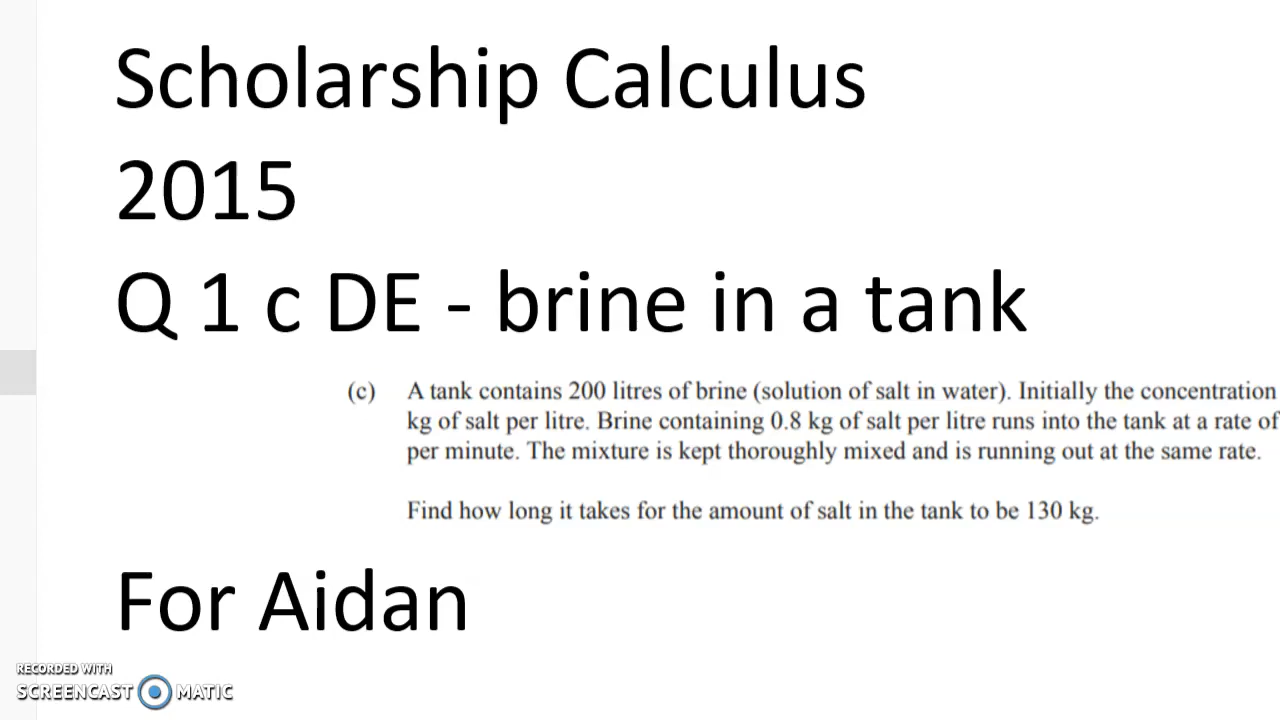 Scholarship Calculus
2015
Q 1 c DE - brine in a tank
(c) A tank contains 200 litres of brine (solution of salt in water). Initially the concentration
kg of salt per litre. Brine containing 0.8 kg of salt per litre runs into the tank at a rate of
per minute. The mixture is kept thoroughly mixed and is running out at the same rate.
Find how long it takes for the amount of salt in the tank to be 130 kg.
For Aidan
RECORDED WITH
SCREENCAST MATIC